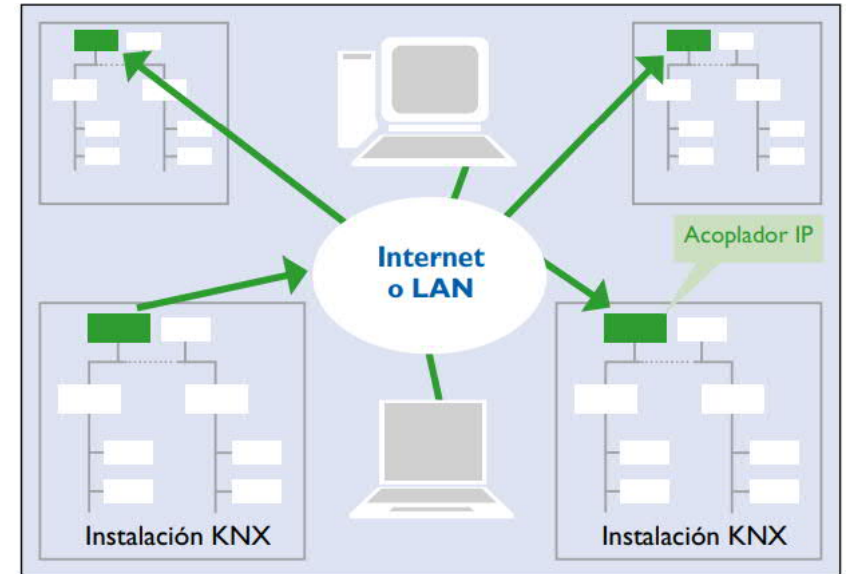 Internet
o LAN
Acoplador IP
Instalación KNX
Instalación KNX